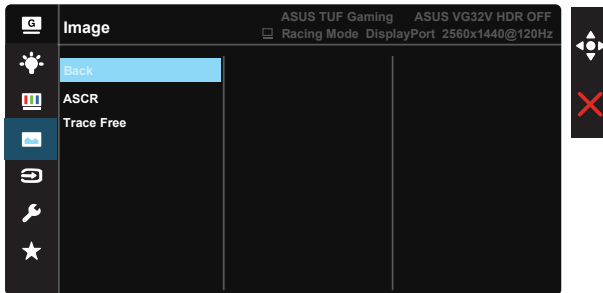 G
Image
ASUS TUF Gaming ASUS VG32V HDR OFF
Racing Mode DisplayPort 2560x1440@120Hz
Back
ASCR
Trace Free